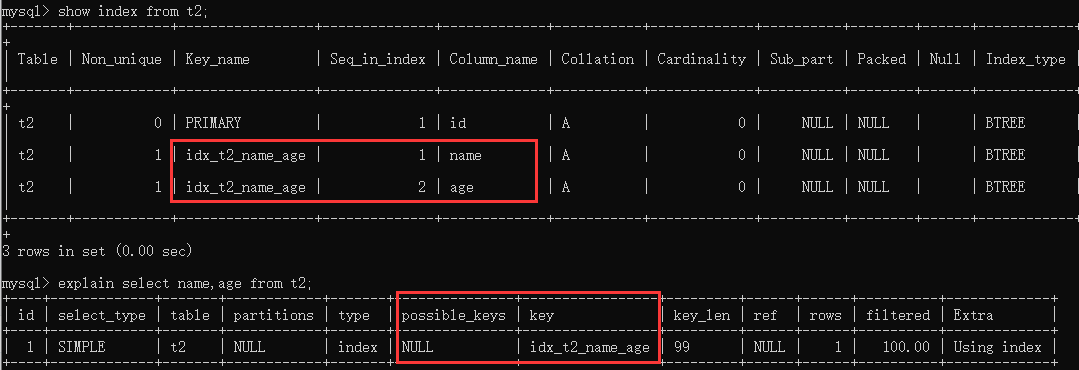 mysql> show index from t2;
+-------+------------+-----------------+--------------+-------------+-----------+-------------+----------+--------+------+------------+
+
| Table | Non_unique | Key_name | Seq_in_index | Column_name | Collation | Cardinality | Sub_part | Packed | Null | Index_type
+-------+------------+-----------------+--------------+-------------+-----------+-------------+----------+--------+------+------------+
+
| t2 | 0 | PRIMARY | 1 | id | A | 0 | NULL | NULL | | BTREE
| t2 | 1 | idx_t2_name_age | 1 | name | A | 0 | NULL | NULL | | BTREE
| t2 | 1 | idx_t2_name_age | 2 | age | A | 0 | NULL | NULL | | BTREE
+-------+------------+-----------------+--------------+-------------+-----------+-------------+----------+--------+------+------------+
+
3 rows in set (0.00 sec)
mysql> explain select name,age from t2;
+----+-------------+-------+------------+-------+---------------+-----------------+---------+------+------+----------+-------------+
| id | select_type | table | partitions | type | possible_keys | key | key_len | ref | rows | filtered | Extra |
+----+-------------+-------+------------+-------+---------------+-----------------+---------+------+------+----------+-------------+
| 1 | SIMPLE | t2 | NULL | index | NULL | idx_t2_name_age | 99 | NULL | 1 | 100.00 | Using index |
+----+-------------+-------+------------+-------+---------------+-----------------+---------+------+------+----------+-------------+